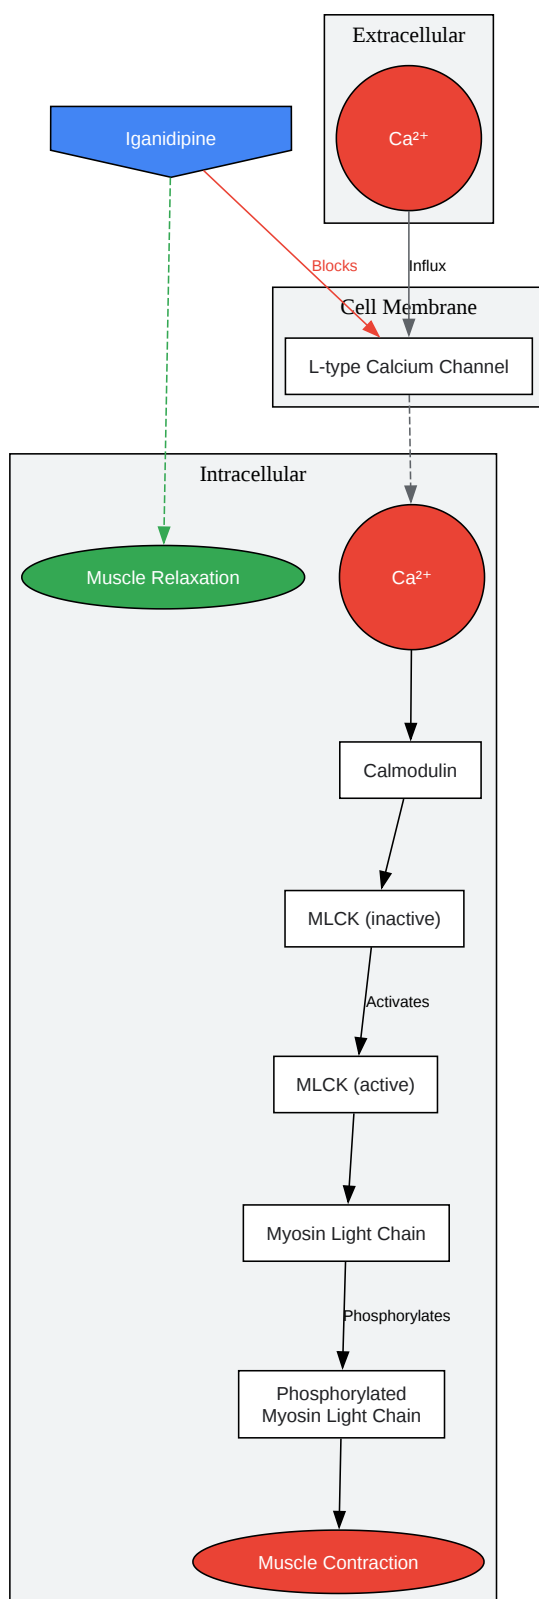 Extracellular
Ca²⁺
Iganidipine
Blocks
Influx
Cell Membrane
L-type Calcium Channel
Intracellular
Muscle Relaxation
Ca²⁺
Calmodulin
MLCK (inactive)
Activates
MLCK (active)
Myosin Light Chain
Phosphorylates
Phosphorylated
Myosin Light Chain
Muscle Contraction